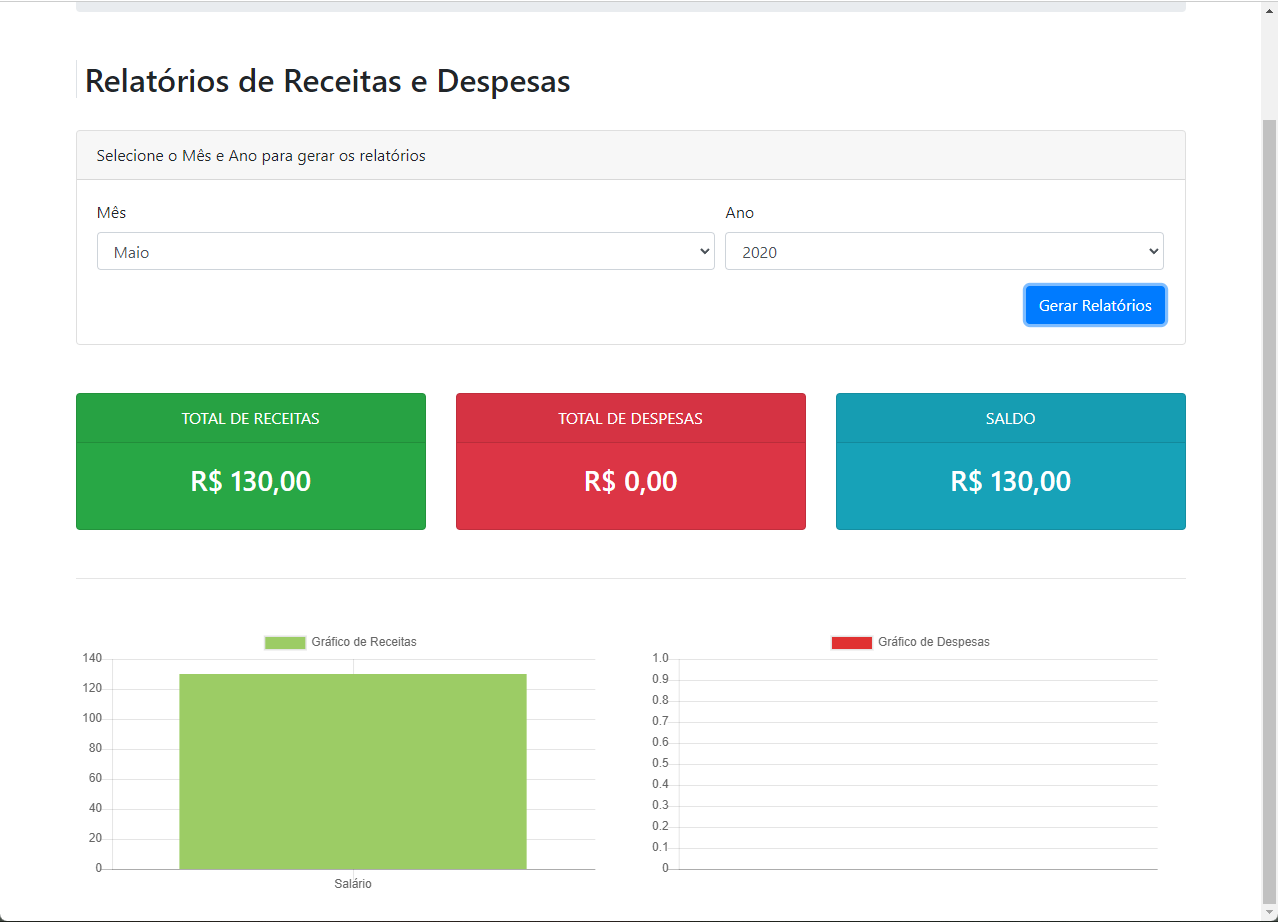 Relatórios de Receitas e Despesas
Selecione o Mês e Ano para gerar os relatórios
Mês Ano
Maio 2020
Gerar Relatórios
TOTAL DE RECEITAS TOTAL DE DESPESAS SALDO
R$ 130,00 R$ 0,00 R$ 130,00
Gráfico de Receitas
140
120
100
80
60
40
20
0
Salário
Gráfico de Despesas
1.0
0.9
0.8
0.7
0.6
0.5
0.4
0.3
0.2
0.1
0